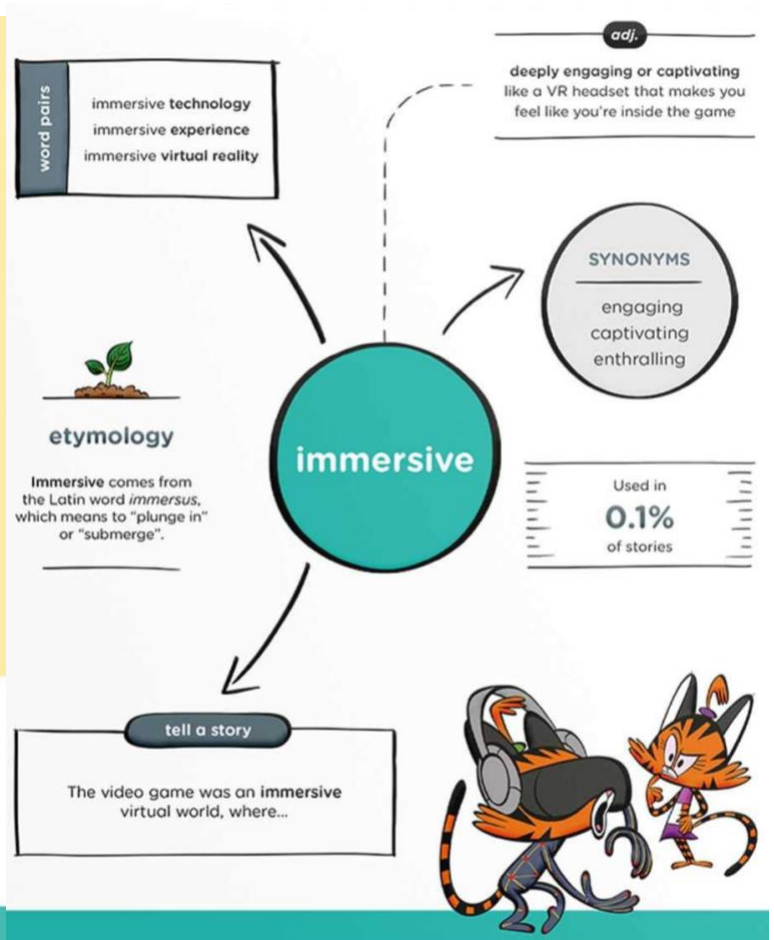 adj.
deeply engaging or captivating
like a VR headset that makes you
feel like you're inside the game
word pairs
immersive technology
immersive experience
immersive virtual reality
SYNONYMS
engaging
captivating
enthralling
etymology
Immersive comes from
the Latin word immersus,
which means to "plunge in"
or "submerge".
immersive
Used in
0.1%
of stories
tell a story
The video game was an immersive
virtual world, where...